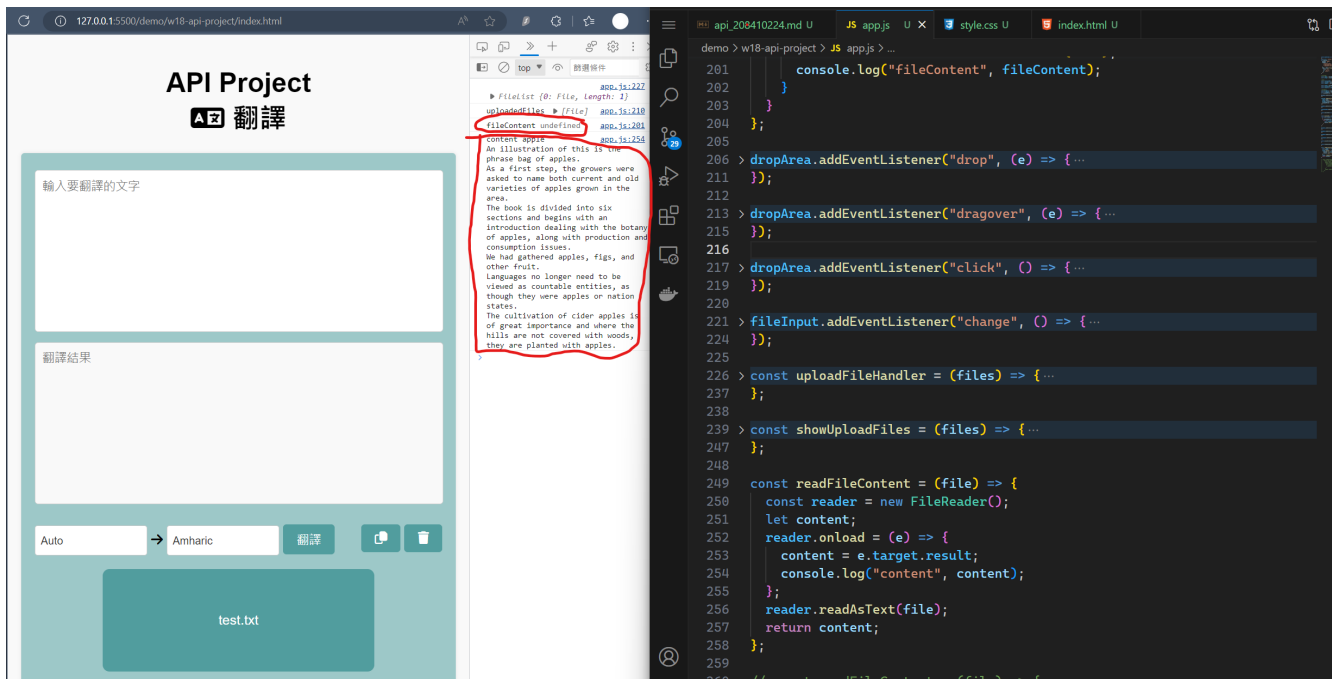 127.0.0.1:5500/demo/w18-api-project/index.html
API Project
翻譯
輸入要翻譯的文字
翻譯結果
Auto
Amharic
翻譯
test.txt
top
篩選條件
app.js:227
FileList {0: File, length: 1}
uploadedFiles [File] app.js:210
fileContent undefined app.js:201
content apple app.js:254
An illustration of this is the
phrase bag of apples.
As a first step, the growers were
asked to name both current and old
varieties of apples grown in the
area.
The book is divided into six
sections and begins with an
introduction dealing with the botany
of apples, along with production and
consumption issues.
We had gathered apples, figs, and
other fruit.
Languages no longer need to be
viewed as countable entities, as
though they were apples or nation
states.
The cultivation of cider apples is
of great importance and where the
hills are not covered with woods,
they are planted with apples.
29
api_208410224.md U
JS app.js U
style.css U
index.html U
demo > w18-api-project > JS app.js > ...
201 console.log("fileContent", fileContent);
202 }
203 }
204 };
205
206 dropArea.addEventListener("drop", (e) => {…
211 });
212
213 dropArea.addEventListener("dragover", (e) => {…
215 });
216
217 dropArea.addEventListener("click", () => {…
219 });
220
221 fileInput.addEventListener("change", () => {…
224 });
225
226 const uploadFileHandler = (files) => {…
237 };
238
239 const showUploadFiles = (files) => {…
247 };
248
249 const readFileContent = (file) => {
250 const reader = new FileReader();
251 let content;
252 reader.onload = (e) => {
253 content = e.target.result;
254 console.log("content", content);
255 };
256 reader.readAsText(file);
257 return content;
258 };
259